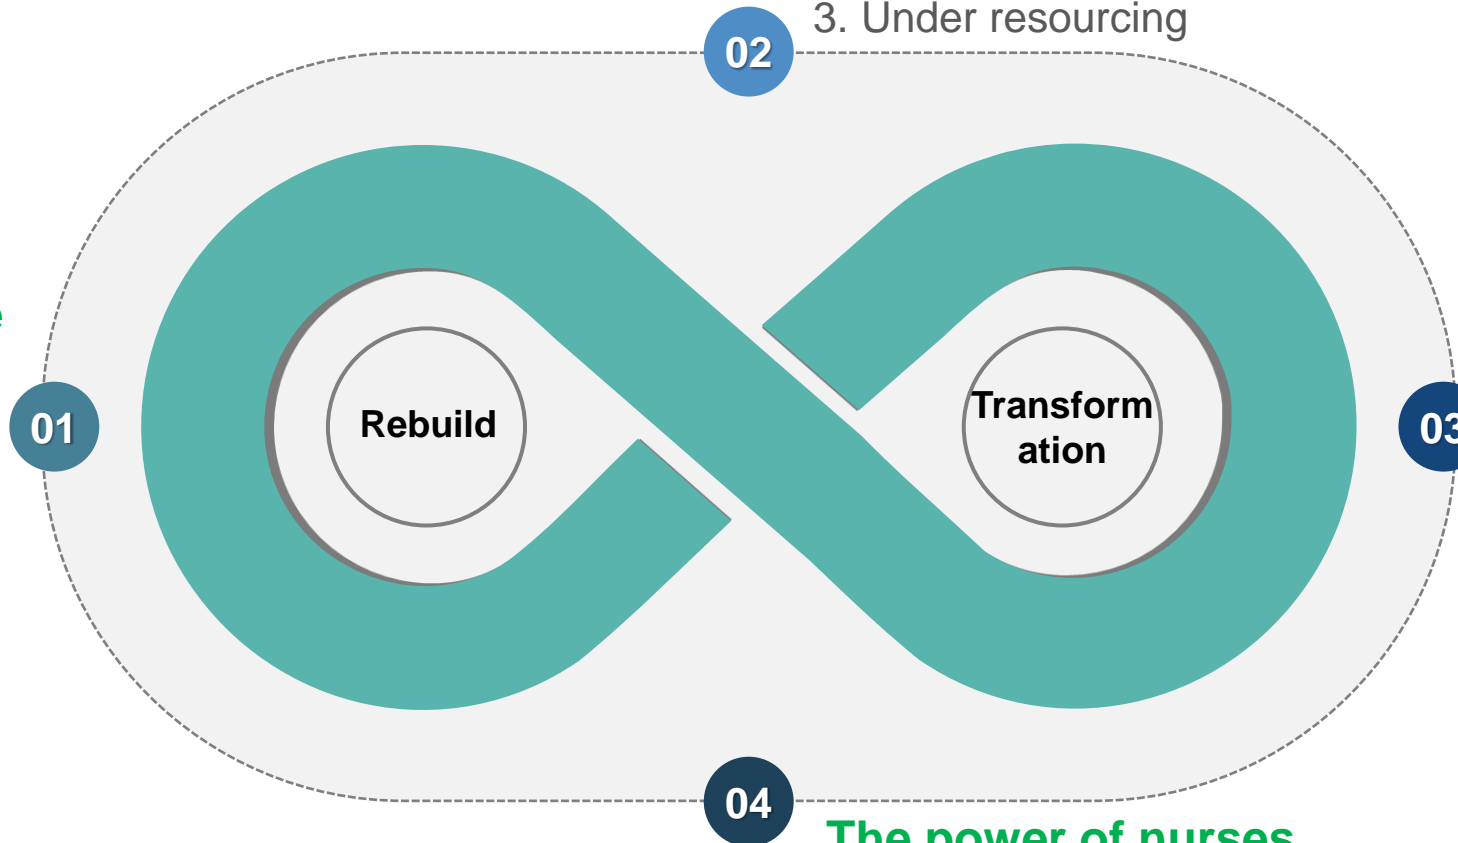 3. Under resourcing
02
e
01
Rebuild
Transform
ation
03
04
The power of nurses